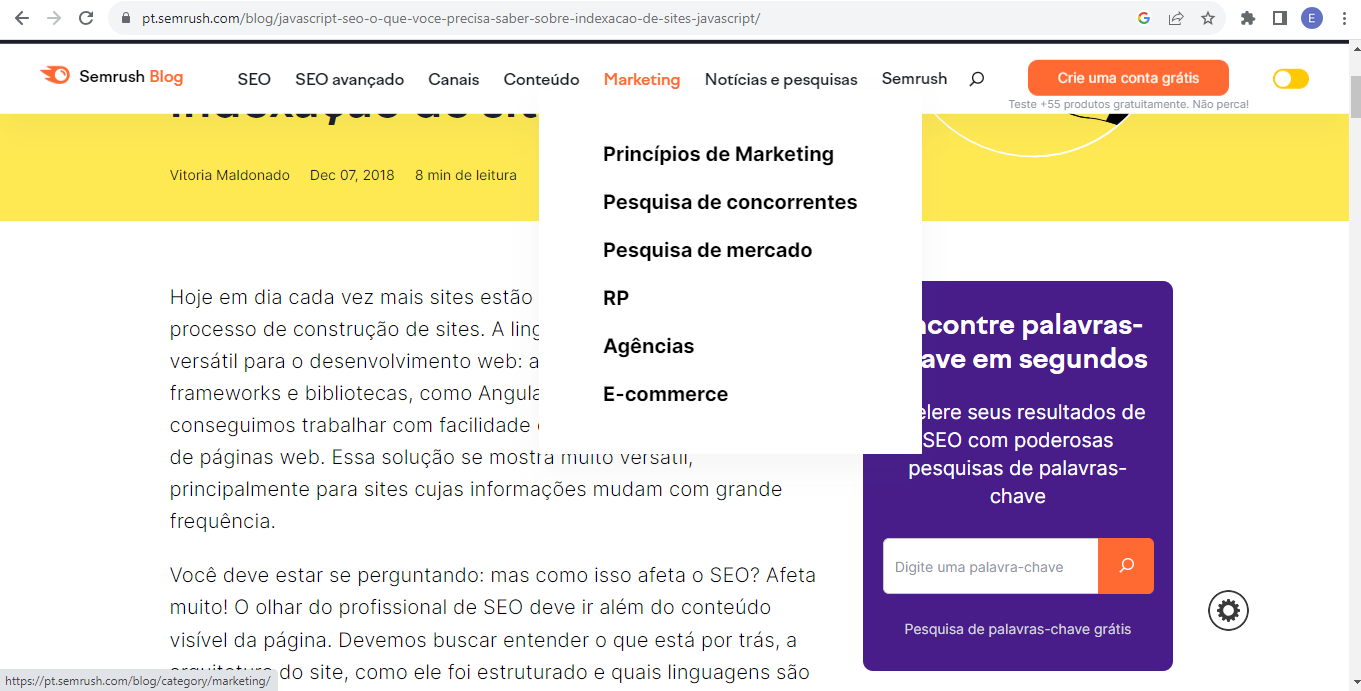 pt.semrush.com/blog/javascript-seo-o-que-voce-precisa-saber-sobre-indexacao-de-sites-javascript/
E
Semrush Blog
SEO
SEO avançado
Canais
Conteúdo
Marketing
Notícias e pesquisas
Semrush
Crie uma conta grátis
Teste +55 produtos gratuitamente. Não perca!
Vitoria Maldonado
Dec 07, 2018
8 min de leitura
Princípios de Marketing
Pesquisa de concorrentes
Pesquisa de mercado
RP
Agências
E-commerce
Hoje em dia cada vez mais sites estão
processo de construção de sites. A
versátil para o desenvolvimento web:
frameworks e bibliotecas, como
conseguimos trabalhar com facilidade
de páginas web. Essa solução se mostra muito versátil,
principalmente para sites cujas informações mudam com grande
frequência.
Você deve estar se perguntando: mas como isso afeta o SEO? Afeta
muito! O olhar do profissional de SEO deve ir além do conteúdo
visível da página. Devemos buscar entender o que está por trás, a
do site, como ele foi estruturado e quais linguagens são
palavras-
em segundos
seus resultados de
SEO com poderosas
pesquisas de palavras-
chave
Digite uma palavra-chave
Pesquisa de palavras-chave grátis
https://pt.semrush.com/blog/category/marketing/